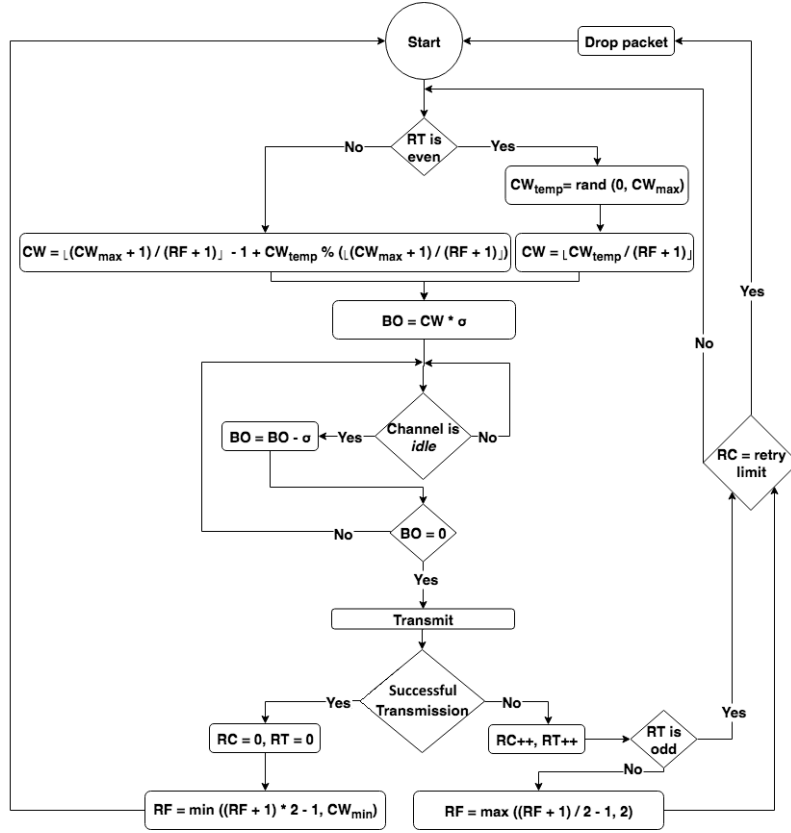 Start
Drop packet
RT is
even
No
Yes
CWtemp= rand (0, CWmax)
CW = ⌊(CWmax + 1) / (RF + 1)⌋ - 1 + CWtemp % (⌊(CWmax + 1) / (RF + 1)⌋)
CW = ⌊CWtemp / (RF + 1)⌋
BO = CW * σ
Yes
No
Channel is
idle
Yes
No
BO = BO - σ
RC = retry
limit
BO = 0
No
Yes
Transmit
Successful
Transmission
Yes
No
RC = 0, RT = 0
RC++, RT++
RT is
odd
Yes
No
RF = min ((RF + 1) * 2 - 1, CWmin)
RF = max ((RF + 1) / 2 - 1, 2)